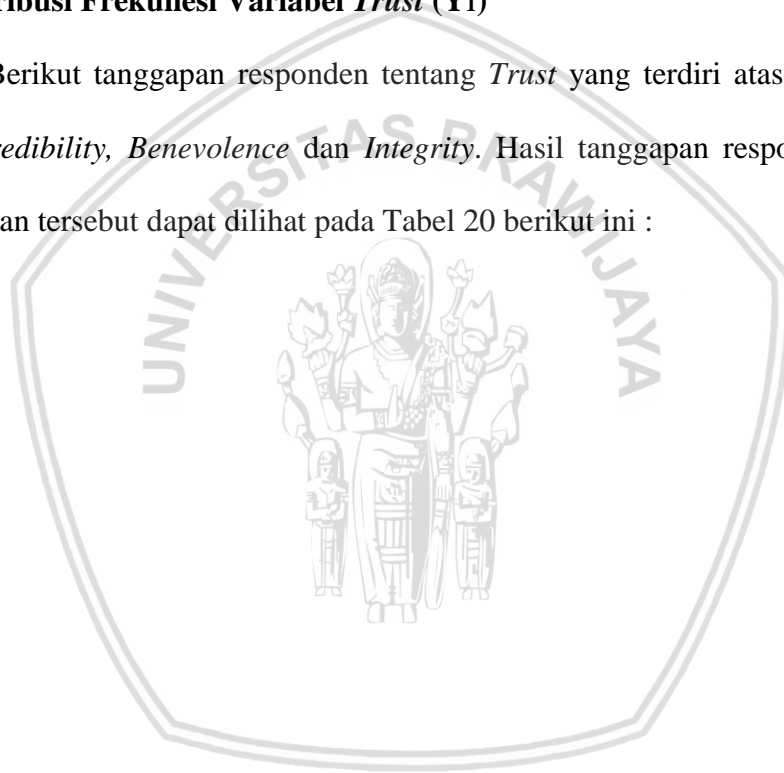 ribusi Frekuensi Variabel Trust (Y1)
Berikut tanggapan responden tentang Trust yang terdiri atas
redibility, Benevolence dan Integrity. Hasil tanggapan respo
an tersebut dapat dilihat pada Tabel 20 berikut ini :
UNIVERSITAS BRAWIJAYA